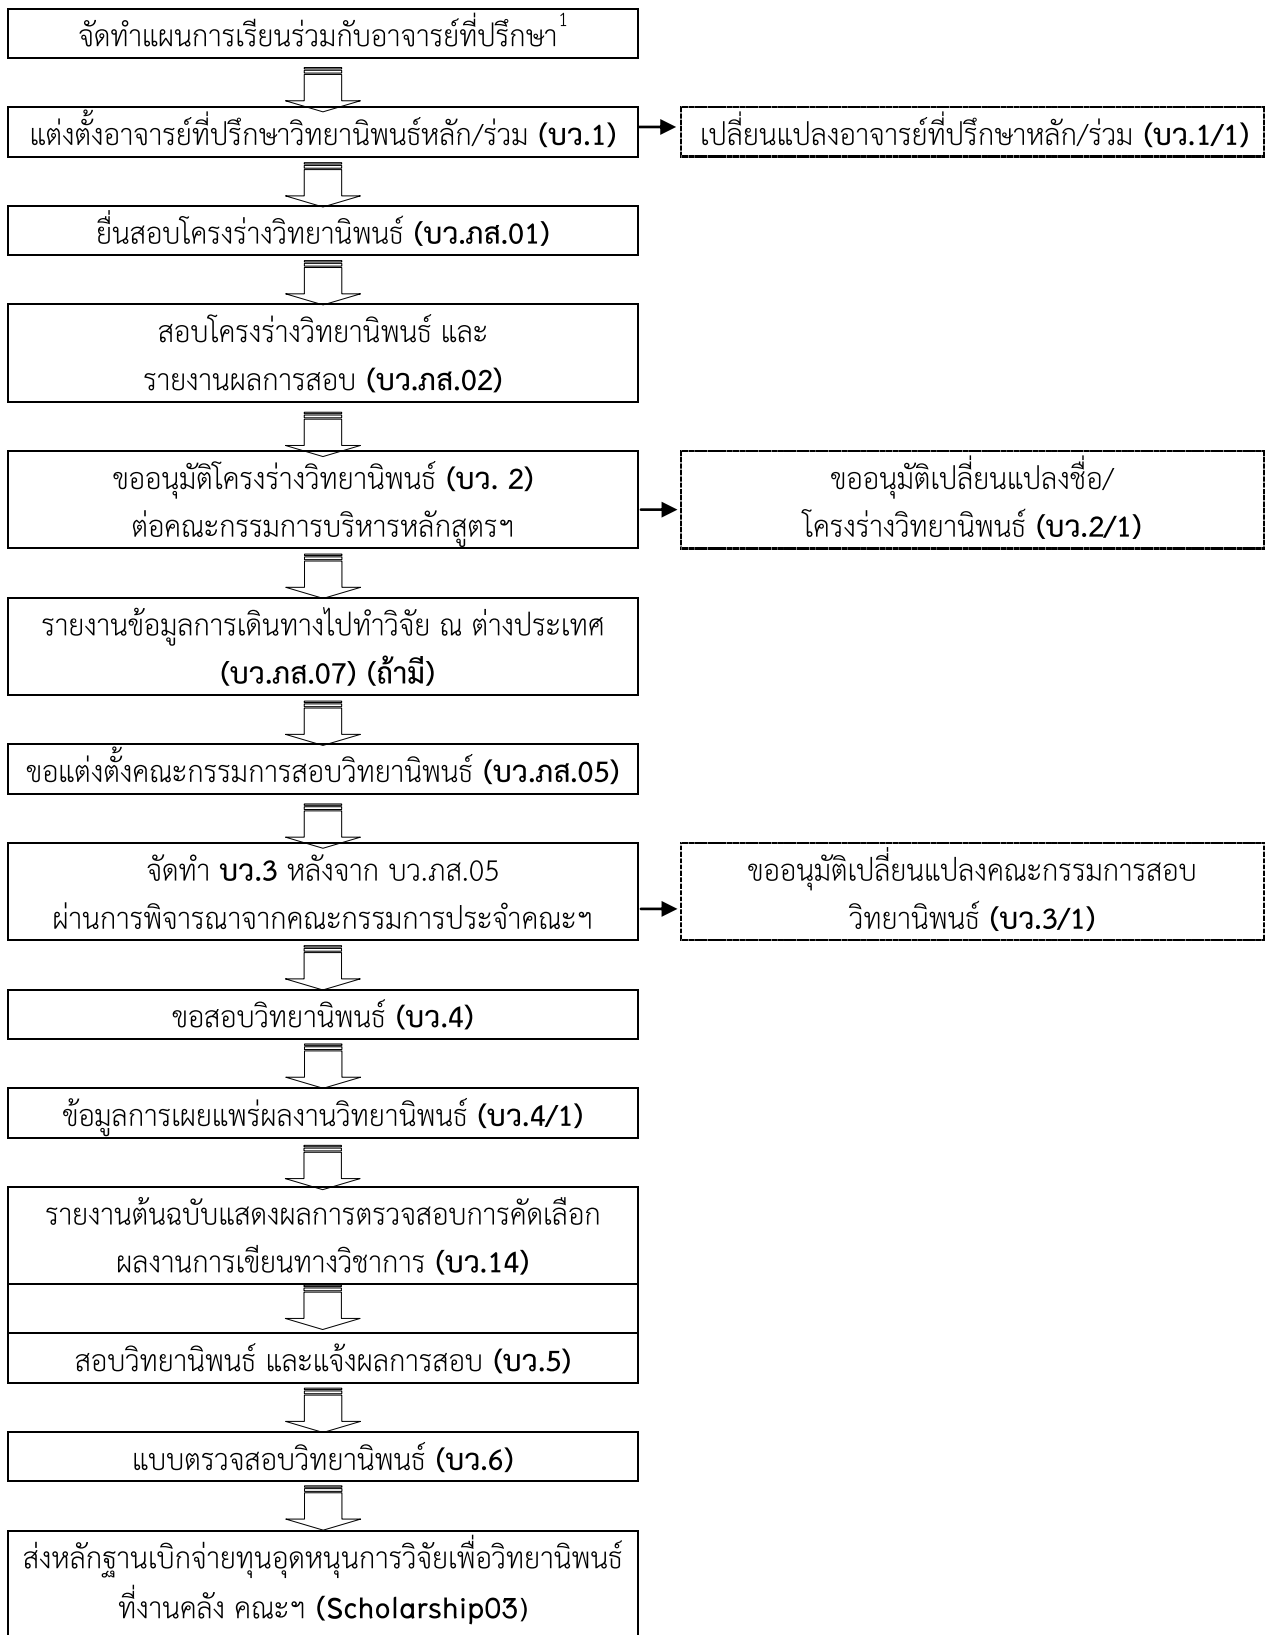 จัดทำแผนการเรียนร่วมกับอาจารย์ที่ปรึกษา1
แต่งตั้งอาจารย์ที่ปรึกษาวิทยานิพนธ์หลัก/ร่วม (บว.1)
เปลี่ยนแปลงอาจารย์ที่ปรึกษาหลัก/ร่วม (บว.1/1)
ยื่นสอบโครงร่างวิทยานิพนธ์ (บว.ภส.01)
สอบโครงร่างวิทยานิพนธ์ และ
รายงานผลการสอบ (บว.ภส.02)
ขออนุมัติโครงร่างวิทยานิพนธ์ (บว. 2)
ต่อคณะกรรมการบริหารหลักสูตรฯ
ขออนุมัติเปลี่ยนแปลงชื่อ/
โครงร่างวิทยานิพนธ์ (บว.2/1)
รายงานข้อมูลการเดินทางไปทำวิจัย ณ ต่างประเทศ
(บว.ภส.07) (ถ้ามี)
ขอแต่งตั้งคณะกรรมการสอบวิทยานิพนธ์ (บว.ภส.05)
จัดทำ บว.3 หลังจาก บว.ภส.05
ผ่านการพิจารณาจากคณะกรรมการประจำคณะฯ
ขออนุมัติเปลี่ยนแปลงคณะกรรมการสอบ
วิทยานิพนธ์ (บว.3/1)
ขอสอบวิทยานิพนธ์ (บว.4)
ข้อมูลการเผยแพร่ผลงานวิทยานิพนธ์ (บว.4/1)
รายงานต้นฉบับแสดงผลการตรวจสอบการคัดเลือก
ผลงานการเขียนทางวิชาการ (บว.14)
สอบวิทยานิพนธ์ และแจ้งผลการสอบ (บว.5)
แบบตรวจสอบวิทยานิพนธ์ (บว.6)
ส่งหลักฐานเบิกจ่ายทุนอุดหนุนการวิจัยเพื่อวิทยานิพนธ์
ที่งานคลัง คณะฯ (Scholarship03)